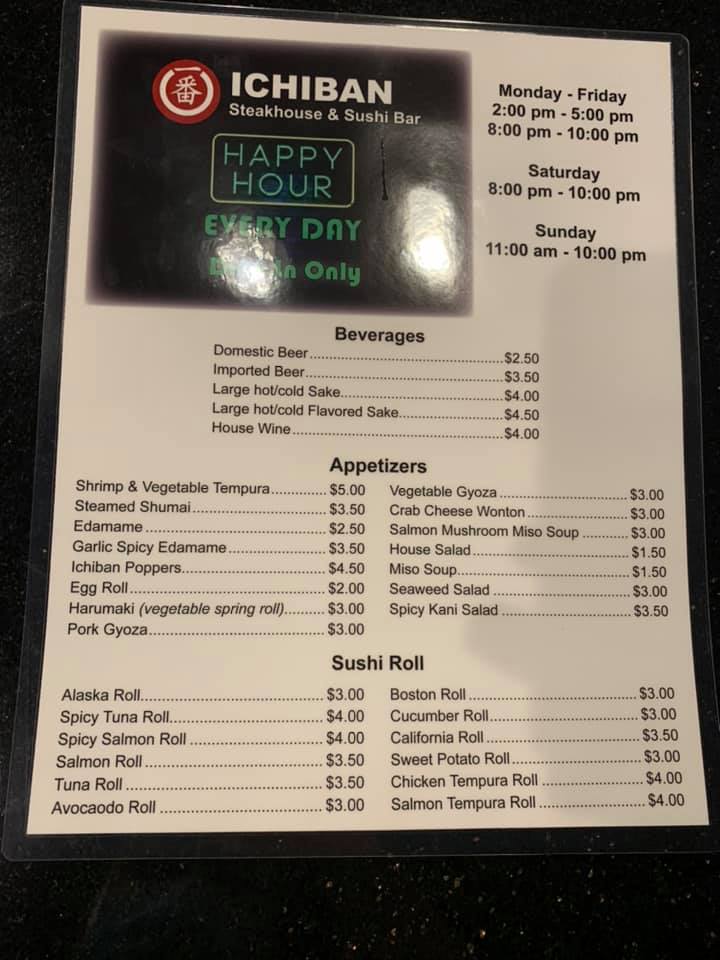 一番
ICHIBAN
Steakhouse & Sushi Bar
HAPPY
HOUR
EVERY DAY
In Only
Monday - Friday
2:00 pm - 5:00 pm
8:00 pm - 10:00 pm
Saturday
8:00 pm - 10:00 pm
Sunday
11:00 am - 10:00 pm
Beverages
Domestic Beer $2.50
Imported Beer $3.50
Large hot/cold Sake $4.00
Large hot/cold Flavored Sake $4.50
House Wine $4.00
Appetizers
Shrimp & Vegetable Tempura $5.00
Steamed Shumai $3.50
Edamame $2.50
Garlic Spicy Edamame $3.50
Ichiban Poppers $4.50
Egg Roll $2.00
Harumaki (vegetable spring roll) $3.00
Pork Gyoza $3.00
Vegetable Gyoza $3.00
Crab Cheese Wonton $3.00
Salmon Mushroom Miso Soup $3.00
House Salad $1.50
Miso Soup $1.50
Seaweed Salad $3.00
Spicy Kani Salad $3.50
Sushi Roll
Alaska Roll $3.00
Spicy Tuna Roll $4.00
Spicy Salmon Roll $4.00
Salmon Roll $3.50
Tuna Roll $3.50
Avocaodo Roll $3.00
Boston Roll $3.00
Cucumber Roll $3.00
California Roll $3.50
Sweet Potato Roll $3.00
Chicken Tempura Roll $4.00
Salmon Tempura Roll $4.00